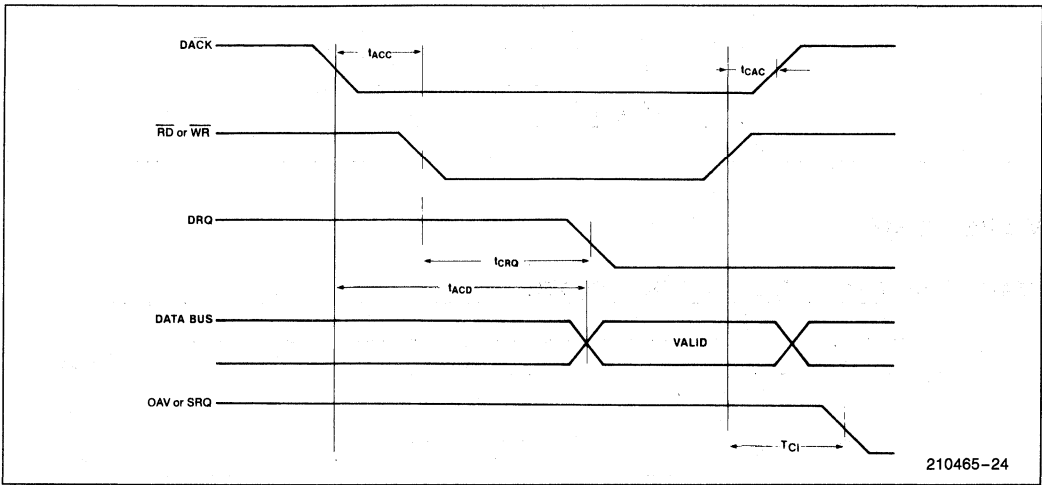 DACK
tACC
tCAC
RD or WR
DRQ
tCRQ
tACD
DATA BUS
VALID
OAV or SRQ
TCI
210465-24